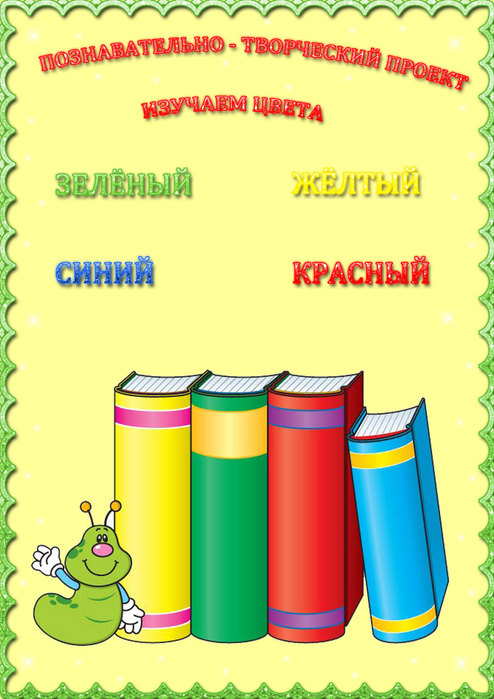 ПОЗНАВАТЕЛЬНО - ТВОРЧЕСКИЙ ПРОЕКТ
ИЗУЧАЕМ ЦВЕТА
ЗЕЛЁНЫЙ ЖЁЛТЫЙ
СИНИЙ КРАСНЫЙ